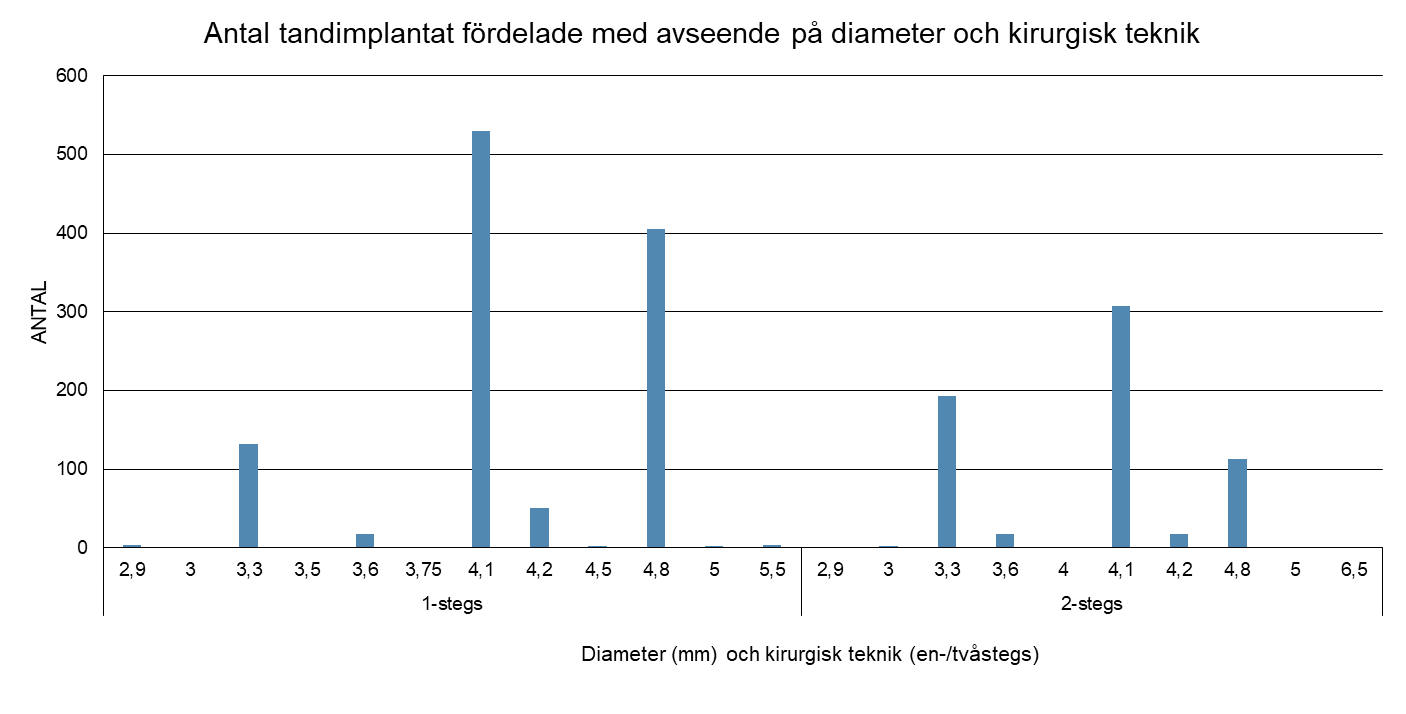 Antal tandimplantat fördelade med avseende på diameter och kirurgisk teknik
600
500
400
300
200
100
0
ANTAL
2,9 3 3,3 3,5 3,6 3,75 4,1 4,2 4,5 4,8 5 5,5 2,9 3 3,3 3,6 4 4,1 4,2 4,8 5 6,5
1-stegs 2-stegs
Diameter (mm) och kirurgisk teknik (en-/tvåstegs)